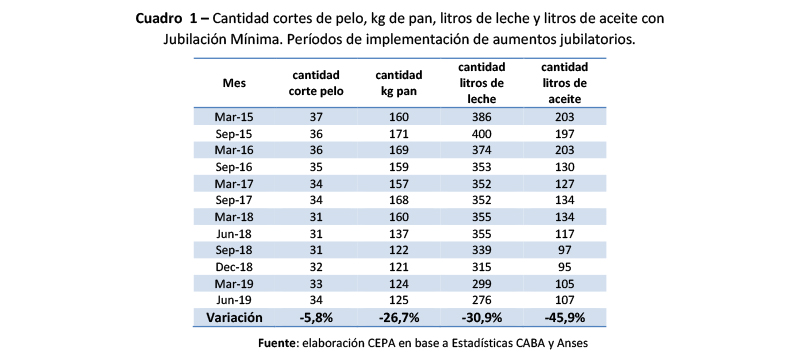 Cuadro 1 – Cantidad cortes de pelo, kg de pan, litros de leche y litros de aceite con
Jubilación Mínima. Períodos de implementación de aumentos jubilatorios.
Mes cantidad corte pelo cantidad kg pan cantidad litros de leche cantidad litros de aceite
Mar-15 37 160 386 203
Sep-15 36 171 400 197
Mar-16 36 169 374 203
Sep-16 35 159 353 130
Mar-17 34 157 352 127
Sep-17 34 168 352 134
Mar-18 31 160 355 134
Jun-18 31 137 355 117
Sep-18 31 122 339 97
Dec-18 32 121 315 95
Mar-19 33 124 299 105
Jun-19 34 125 276 107
Variación -5,8% -26,7% -30,9% -45,9%
Fuente: elaboración CEPA en base a Estadísticas CABA y Anses